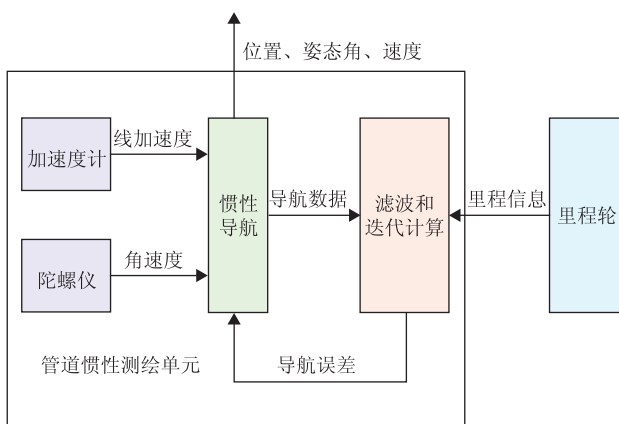 位置、姿态角、速度
加速度计
线加速度
惯性
导航
导航数据
滤波和
迭代计算
里程信息
里程轮
陀螺仪
角速度
管道惯性测绘单元
导航误差